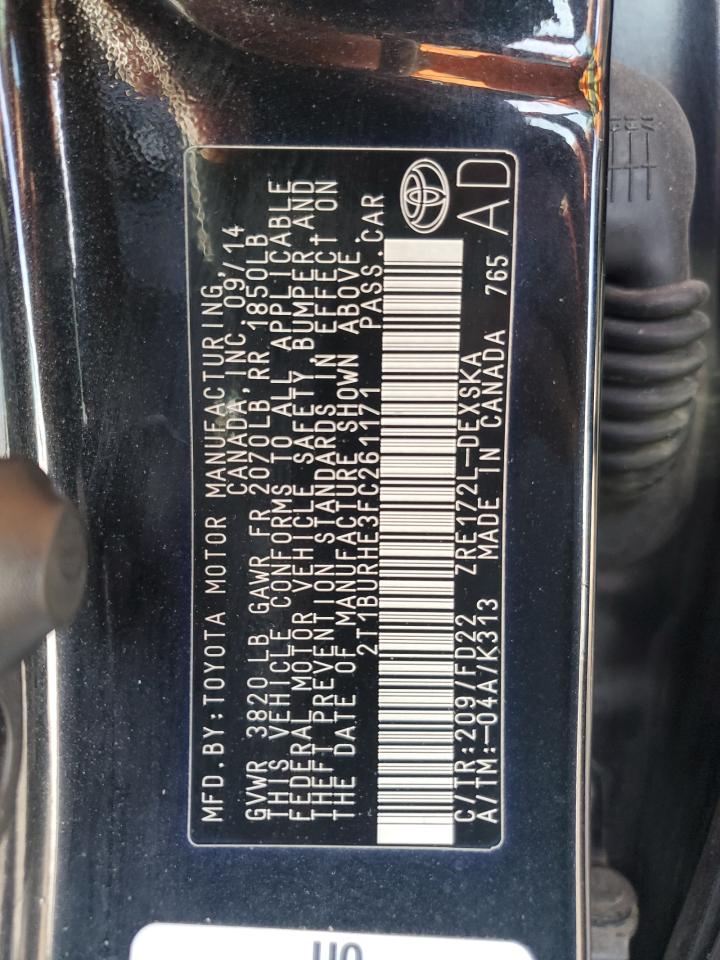 MFD.BY:TOYOTA MOTOR MANUFACTURING,
CANADA,INC. 09/14
GVWR 3820 LB GAWR FR 2070LB RR 1850LB
THIS VEHICLE CONFORMS TO ALL APPLICABLE
FEDERAL MOTOR VEHICLE SAFETY, BUMPER,AND
THEFT PREVENTION STANDARDS IN EFFECT ON
THE DATE OF MANUFACTURE SHOWN ABOVE.
2T1BURHE3FC261171 PASS.CAR
C/TR:209/FD22 ZRE172L-DEXSKA
A/TM:-04A/K313 MADE IN CANADA 765
AD